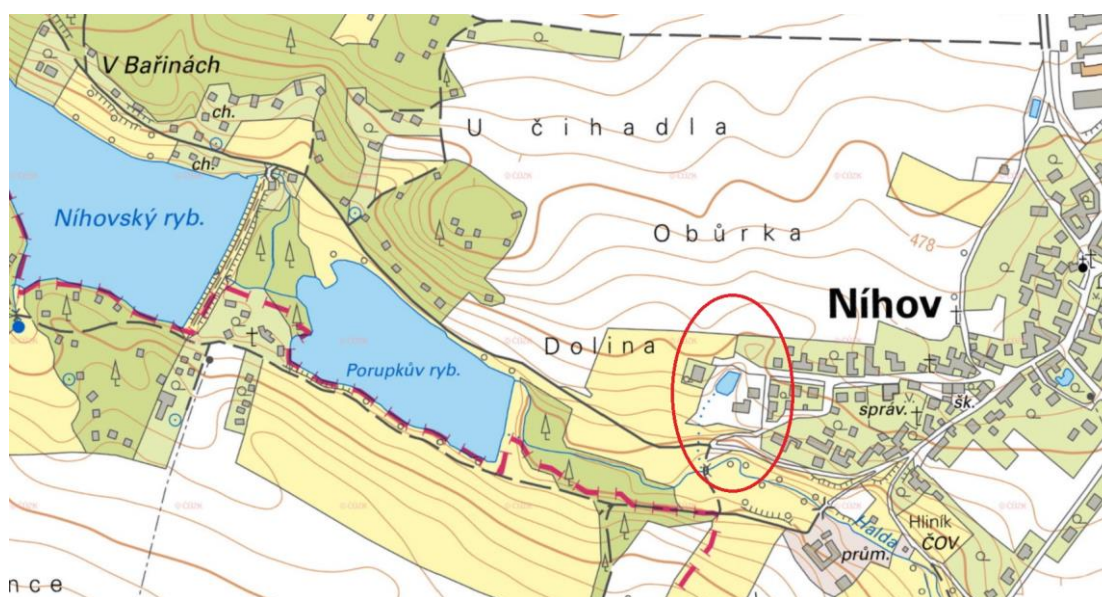 V Bařinách
ch.
U čihadla
ch.
Níhovský ryb.
Obůrka
478
Níhov
Dolina
Porupkův ryb.
správ.
šk.
Halda
Hliník
ČOV
prům.
nce